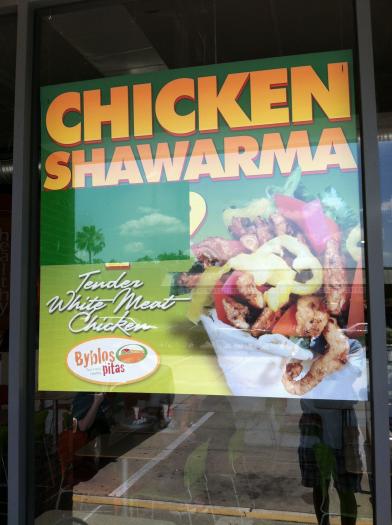 CHICKEN
SHAWARMA
Tender
White Meat
Chicken
Byblos
pitas